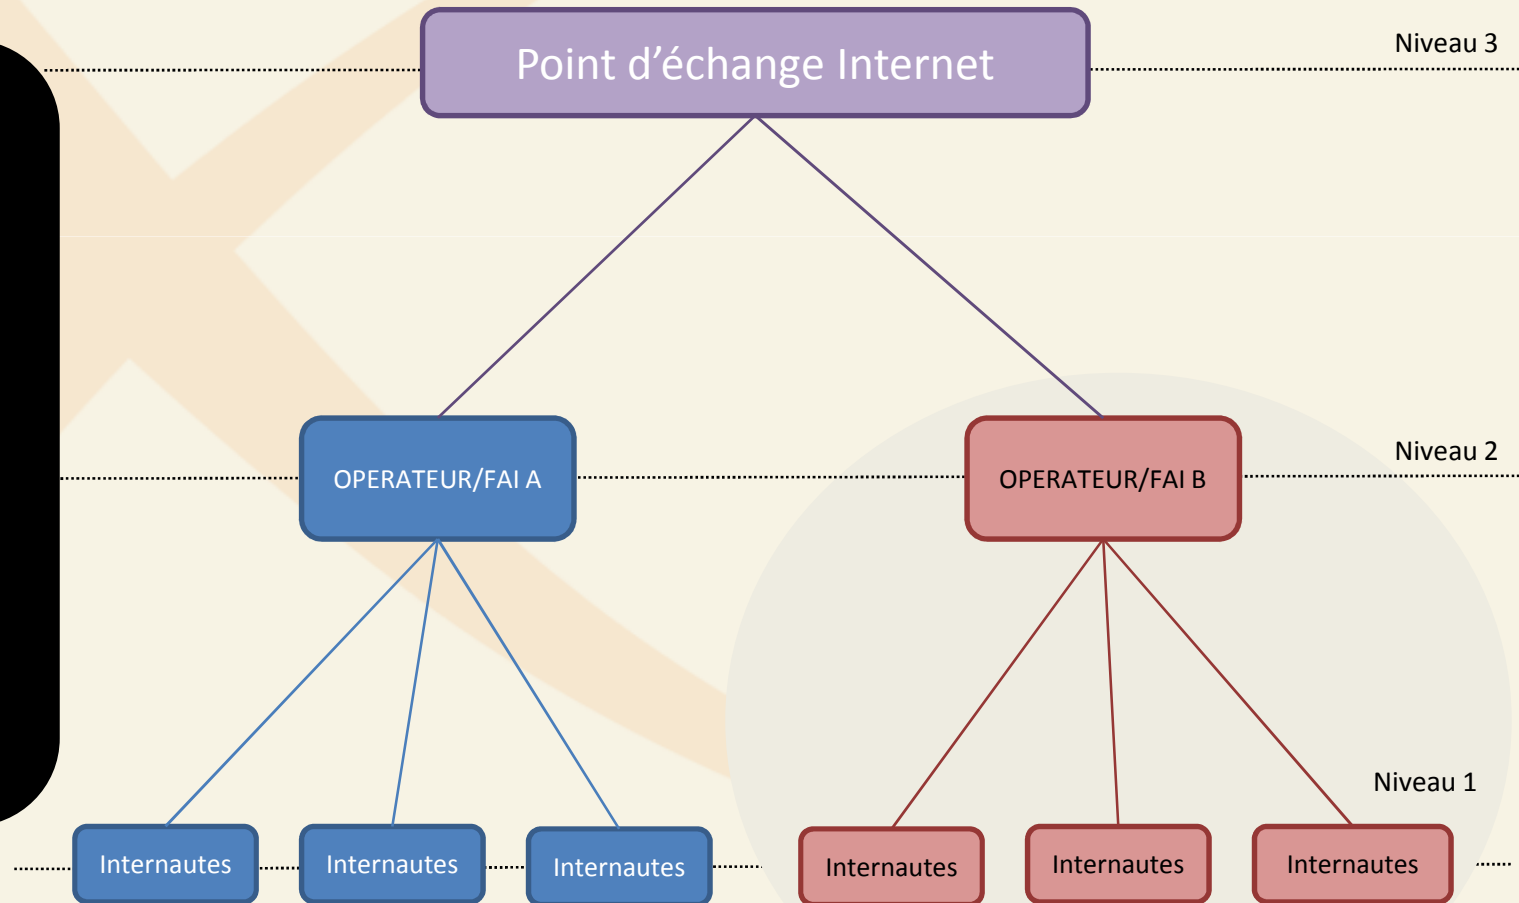 Point d’échange Internet
Niveau 3
OPERATEUR/FAI A
OPERATEUR/FAI B
Niveau 2
Niveau 1
Internautes
Internautes
Internautes
Internautes
Internautes
Internautes